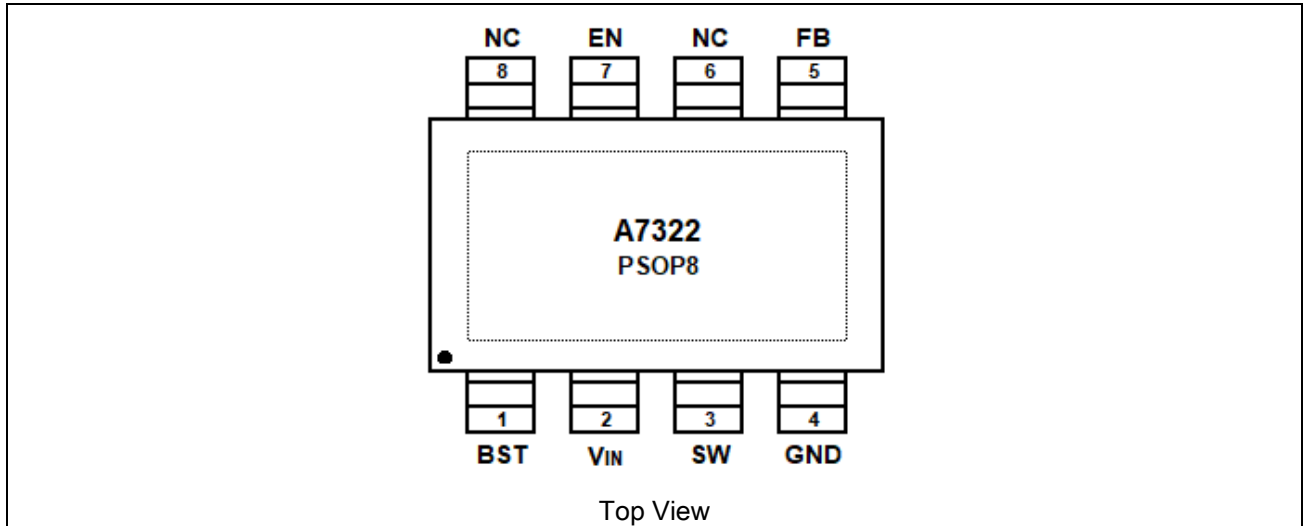 NC EN NC FB
8 7 6 5
A7322
PSOP8
1 2 3 4
BST VIN SW GND
Top View